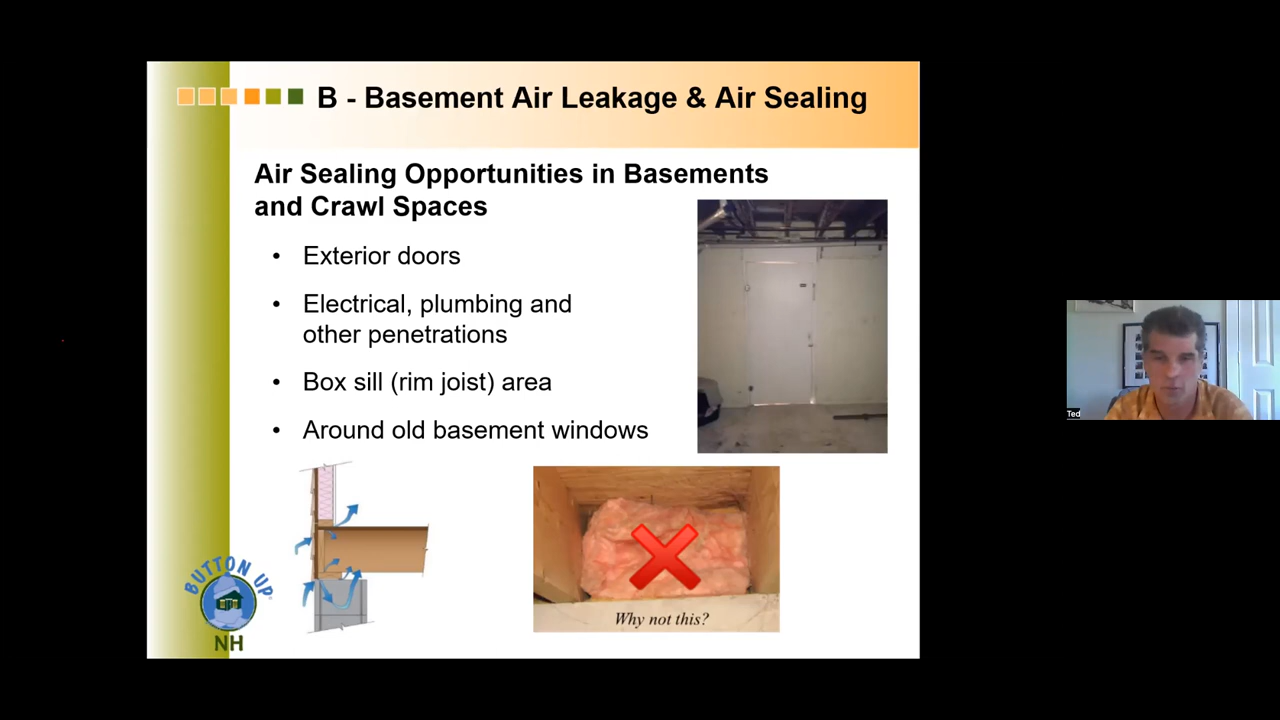 B - Basement Air Leakage & Air Sealing
Air Sealing Opportunities in Basements
and Crawl Spaces
• Exterior doors
• Electrical, plumbing and
other penetrations
• Box sill (rim joist) area
• Around old basement windows
Why not this?
BUTTON UP
NH
Ted